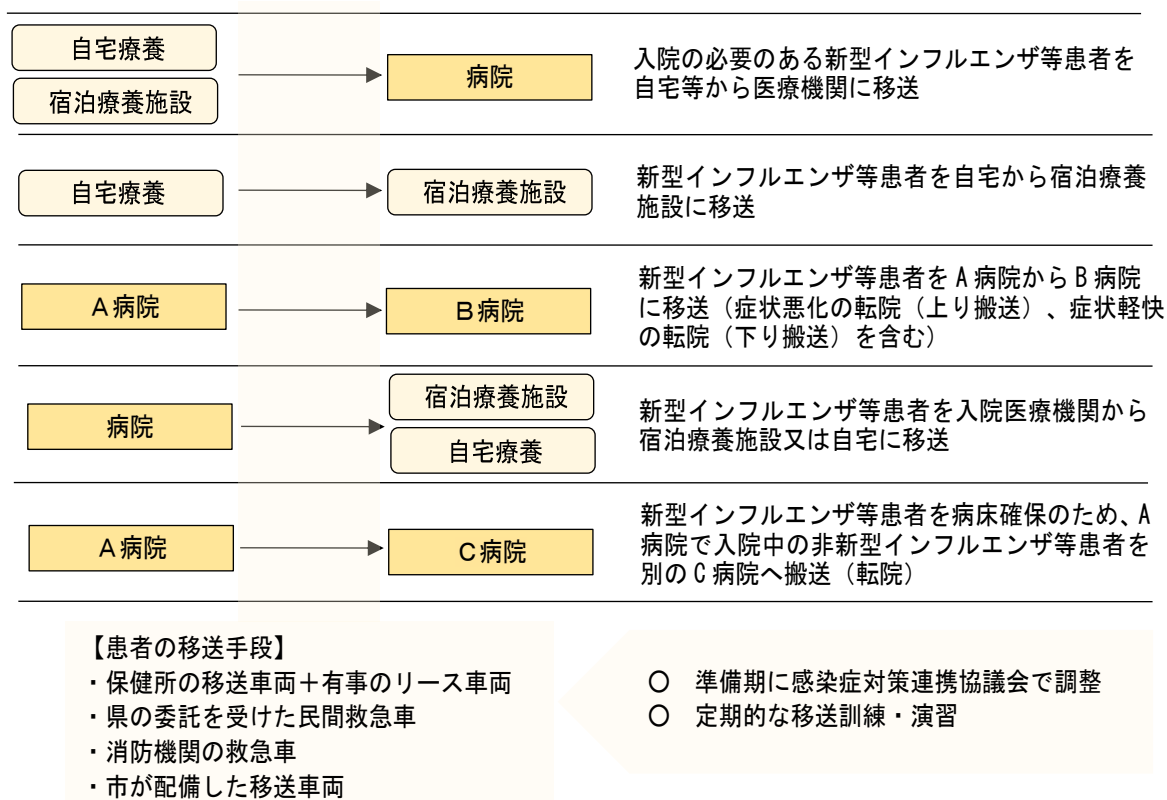 自宅療養
宿泊療養施設
病院
入院の必要のある新型インフルエンザ等患者を
自宅等から医療機関に移送
自宅療養
宿泊療養施設
新型インフルエンザ等患者を自宅から宿泊療養
施設に移送
A病院
B病院
新型インフルエンザ等患者をA病院からB病院
に移送（症状悪化の転院（上り搬送）、症状軽快
の転院（下り搬送）を含む）
病院
宿泊療養施設
自宅療養
新型インフルエンザ等患者を入院医療機関から
宿泊療養施設又は自宅に移送
A病院
C病院
新型インフルエンザ等患者を病床確保のため、A
病院で入院中の非新型インフルエンザ等患者を
別のC病院へ搬送（転院）
【患者の移送手段】
・保健所の移送車両＋有事のリース車両
・県の委託を受けた民間救急車
・消防機関の救急車
・市が配備した移送車両
〇　準備期に感染症対策連携協議会で調整
〇　定期的な移送訓練・演習